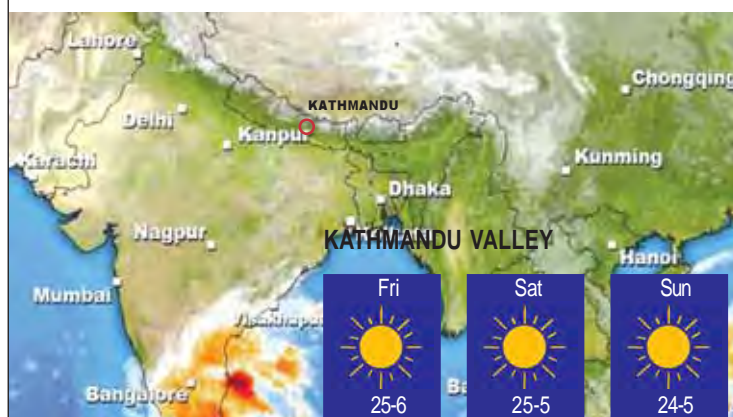 Lahore
Chongqing
KATHMANDU
Delhi
Kanpur
Karachi
Kunming
Dhaka
Nagpur
KATHMANDU VALLEY
Hanoi
Mumbai
Fri Sat Sun
Bangalore
25-6 25-5 24-5